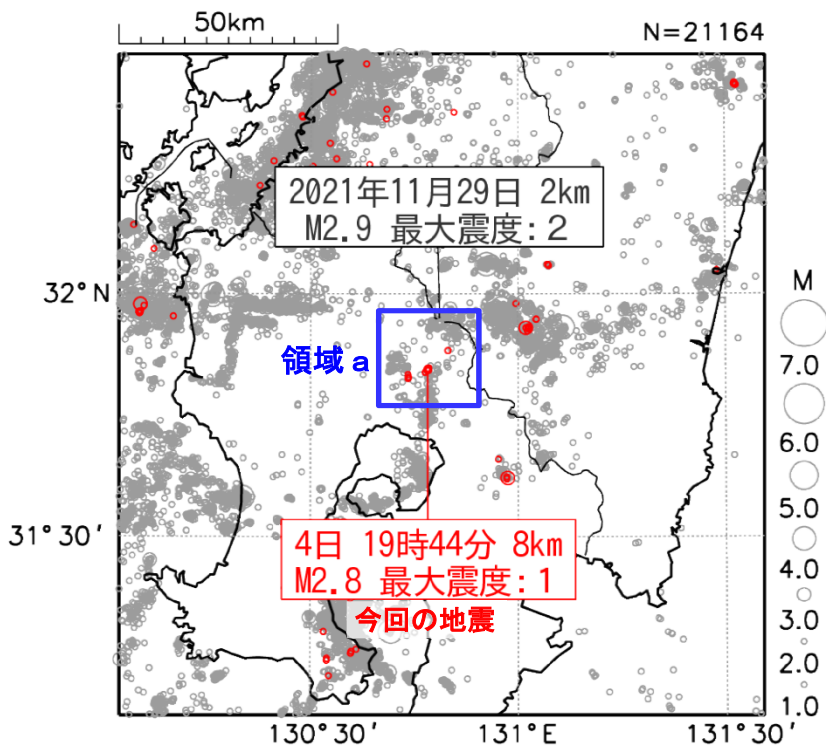 50km
N=21164
2021年11月29日 2km
M2.9 最大震度:2
32°N
領域a
M
7.0
6.0
5.0
4.0
3.0
2.0
1.0
31°30′
4日 19時44分 8km
M2.8 最大震度:1
今回の地震
130°30′
131°E
131°30′